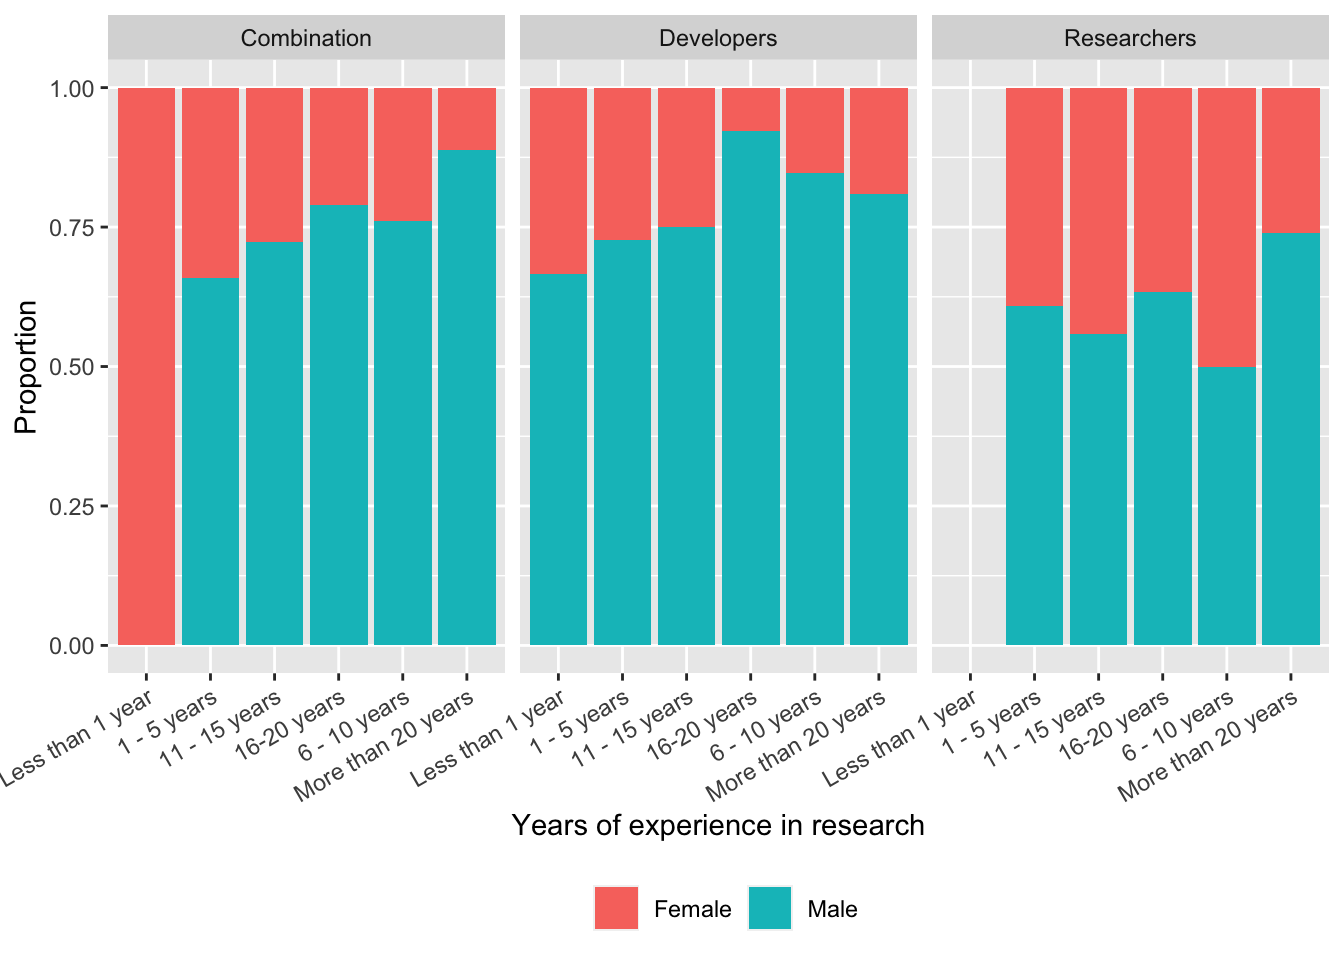 Combination
Developers
Researchers
Proportion
1.00
0.75
0.50
0.25
0.00
Less than 1 year
1 - 5 years
11 - 15 years
16-20 years
6 - 10 years
More than 20 years
Less than 1 year
1 - 5 years
11 - 15 years
16-20 years
6 - 10 years
More than 20 years
Less than 1 year
1 - 5 years
11 - 15 years
16-20 years
6 - 10 years
More than 20 years
Years of experience in research
Female
Male